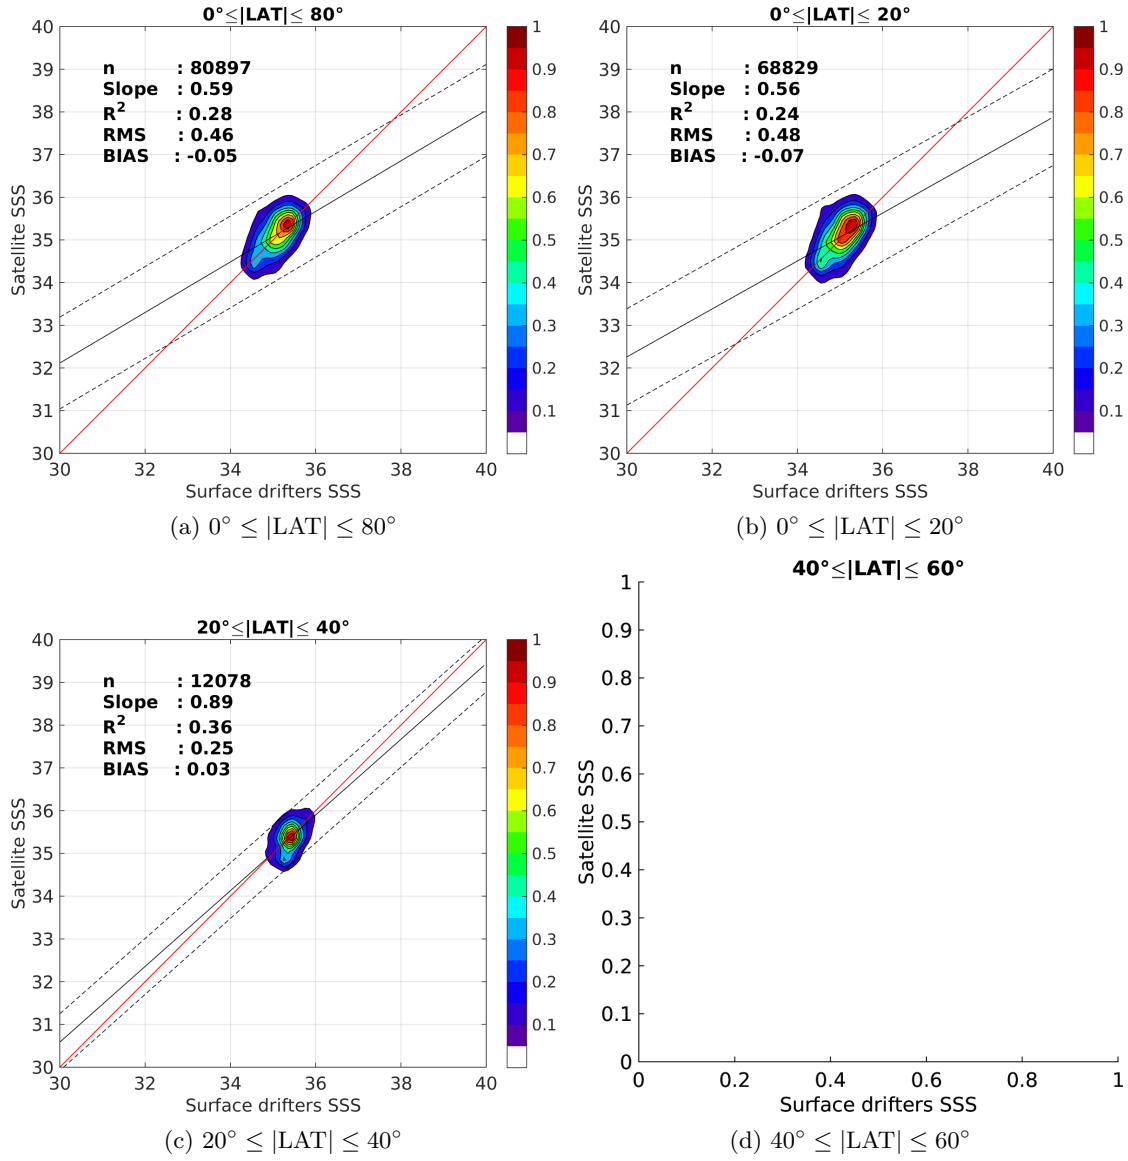 0°≤|LAT|≤ 80°
n : 80897
Slope : 0.59
R2 : 0.28
RMS : 0.46
BIAS : -0.05
Satellite SSS
40
39
38
37
36
35
34
33
32
31
30
30 32 34 36 38 40
Surface drifters SSS
1
0.9
0.8
0.7
0.6
0.5
0.4
0.3
0.2
0.1
(a) 0° ≤ |LAT| ≤ 80°
0°≤|LAT|≤ 20°
n : 68829
Slope : 0.56
R2 : 0.24
RMS : 0.48
BIAS : -0.07
Satellite SSS
40
39
38
37
36
35
34
33
32
31
30
30 32 34 36 38 40
Surface drifters SSS
1
0.9
0.8
0.7
0.6
0.5
0.4
0.3
0.2
0.1
(b) 0° ≤ |LAT| ≤ 20°
20°≤|LAT|≤ 40°
n : 12078
Slope : 0.89
R2 : 0.36
RMS : 0.25
BIAS : 0.03
Satellite SSS
40
39
38
37
36
35
34
33
32
31
30
30 32 34 36 38 40
Surface drifters SSS
1
0.9
0.8
0.7
0.6
0.5
0.4
0.3
0.2
0.1
(c) 20° ≤ |LAT| ≤ 40°
40°≤|LAT|≤ 60°
Satellite SSS
1
0.9
0.8
0.7
0.6
0.5
0.4
0.3
0.2
0.1
0
0 0.2 0.4 0.6 0.8 1
Surface drifters SSS
(d) 40° ≤ |LAT| ≤ 60°